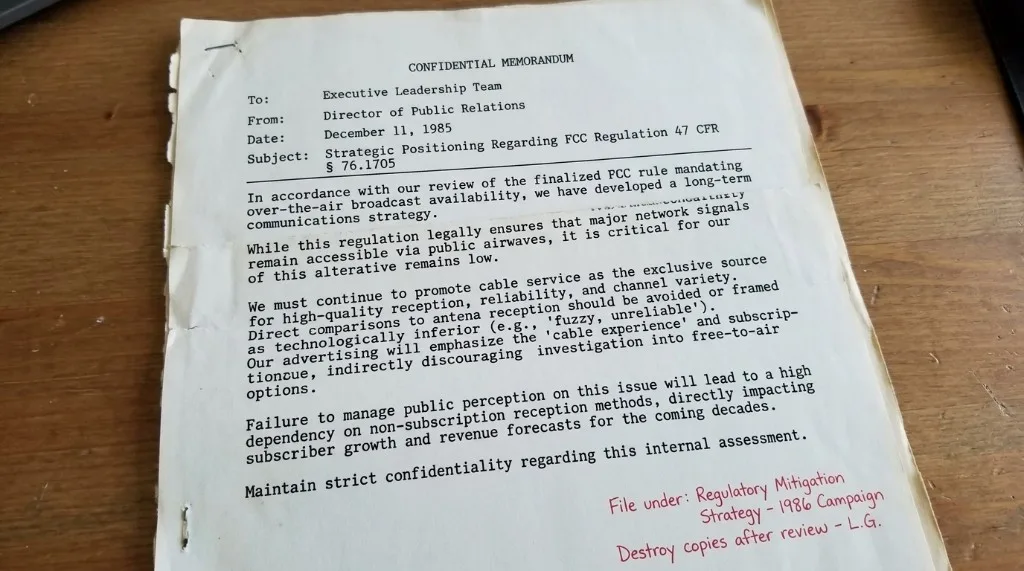 CONFIDENTIAL MEMORANDUM
To: Executive Leadership Team
From: Director of Public Relations
Date: December 11, 1985
Subject: Strategic Positioning Regarding FCC Regulation 47 CFR
§ 76.1705
In accordance with our review of the finalized FCC rule mandating
over-the-air broadcast availability, we have developed a long-term
communications strategy.
While this regulation legally ensures that major network signals
remain accessible via public airwaves, it is critical for our
of this alterative remains low.
We must continue to promote cable service as the exclusive source
for high-quality reception, reliability, and channel variety.
Direct comparisons to antena reception should be avoided or framed
as technologically inferior (e.g., 'fuzzy, unreliable').
Our advertising will emphasize the 'cable experience' and subscrip-
tionɔue, indirectly discouraging investigation into free-to-air
options.
Failure to manage public perception on this issue will lead to a high
dependency on non-subscription reception methods, directly impacting
subscriber growth and revenue forecasts for the coming decades.
Maintain strict confidentiality regarding this internal assessment.
File under: Regulatory Mitigation
Strategy - 1986 Campaign
Destroy copies after review - L.G.